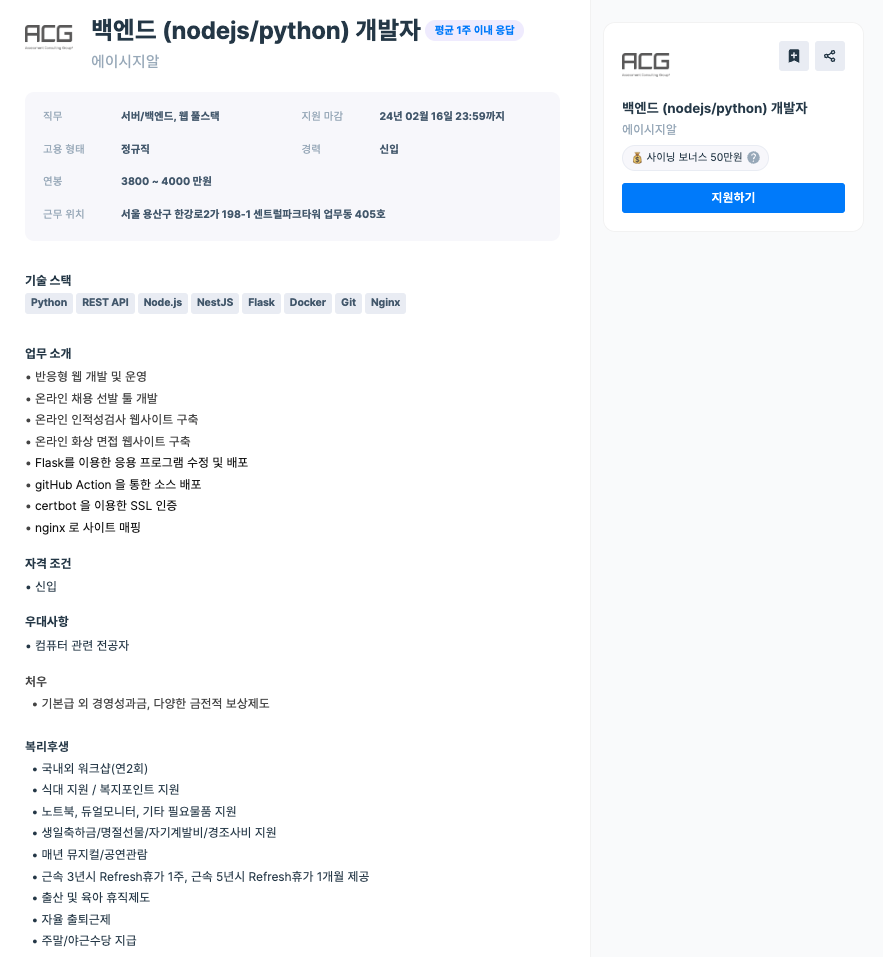 ACG
Assessment Consulting Group
백엔드 (nodejs/python) 개발자 평균 1주 이내 응답
에이시지알
직무 서버/백엔드, 웹 풀스택 지원 마감 24년 02월 16일 23:59까지
고용 형태 정규직 경력 신입
연봉 3800 ~ 4000 만원
근무 위치 서울 용산구 한강로2가 198-1 센트럴파크타워 업무동 405호
기술 스택
Python REST API Node.js NestJS Flask Docker Git Nginx
업무 소개
• 반응형 웹 개발 및 운영
• 온라인 채용 선발 툴 개발
• 온라인 인적성검사 웹사이트 구축
• 온라인 화상 면접 웹사이트 구축
• Flask를 이용한 응용 프로그램 수정 및 배포
• gitHub Action 을 통한 소스 배포
• certbot 을 이용한 SSL 인증
• nginx 로 사이트 매핑
자격 조건
• 신입
우대사항
• 컴퓨터 관련 전공자
처우
• 기본급 외 경영성과금, 다양한 금전적 보상제도
복리후생
• 국내외 워크샵(연2회)
• 식대 지원 / 복지포인트 지원
• 노트북, 듀얼모니터, 기타 필요물품 지원
• 생일축하금/명절선물/자기계발비/경조사비 지원
• 매년 뮤지컬/공연관람
• 근속 3년시 Refresh휴가 1주, 근속 5년시 Refresh휴가 1개월 제공
• 출산 및 육아 휴직제도
• 자율 출퇴근제
• 주말/야근수당 지급
ACG
Assessment Consulting Group
백엔드 (nodejs/python) 개발자
에이시지알
사이닝 보너스 50만원 ?
지원하기